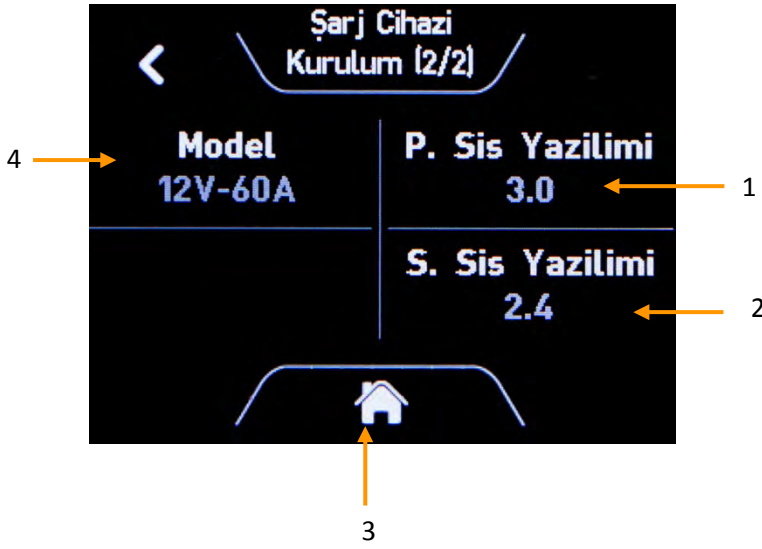 Şarj Cihazi
Kurulum (2/2)
4
Model
12V-60A
P. Sis Yazilimi
3.0
1
S. Sis Yazilimi
2.4
2
3